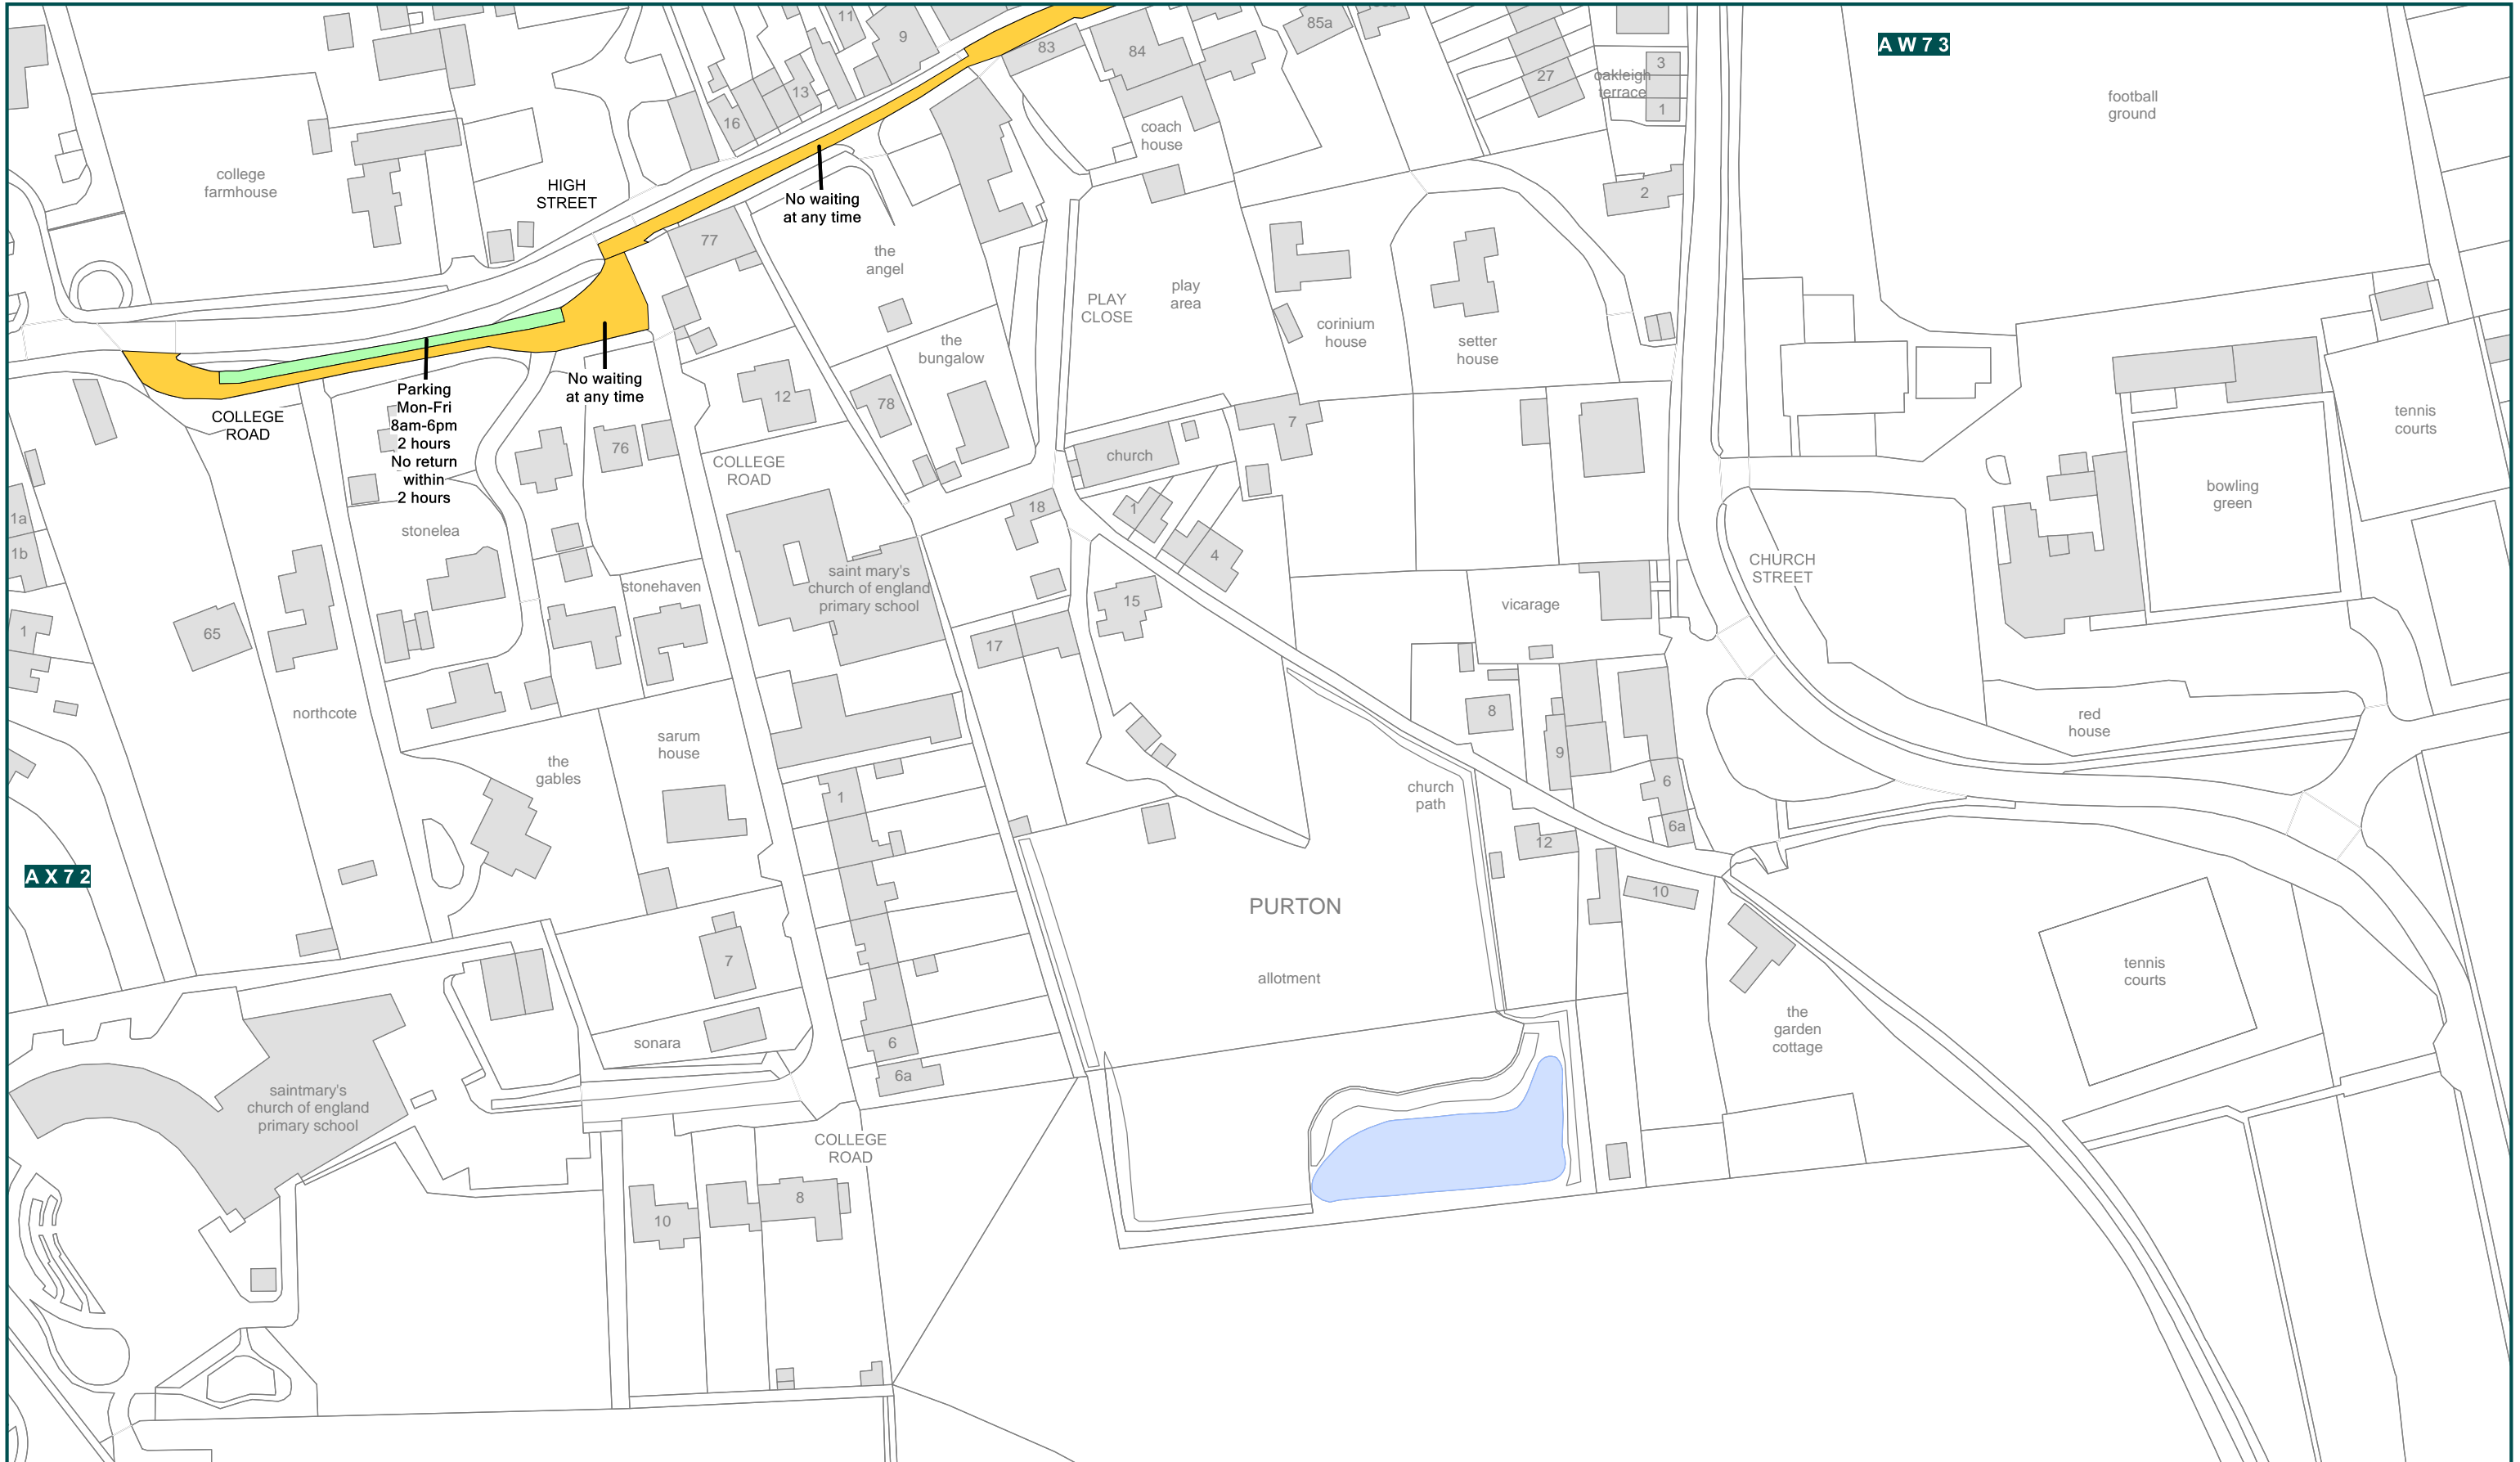 AW73
AX72
11
9
83
84
85a
27
oakleigh
terrace
3
1
football
ground
16
13
coach
house
college
farmhouse
HIGH
STREET
No waiting
at any time
2
77
the
angel
PLAY
CLOSE
play
area
corinium
house
setter
house
the
bungalow
No waiting
at any time
Parking
Mon-Fri
8am-6pm
2 hours
No return
within
2 hours
COLLEGE
ROAD
12
78
7
76
COLLEGE
ROAD
church
tennis
courts
bowling
green
1a
1b
stonelea
18
1
4
CHURCH
STREET
saint mary's
church of england
primary school
stonehaven
15
vicarage
1
65
17
northcote
sarum
house
the
gables
8
9
red
house
1
church
path
6
6a
12
10
PURTON
7
allotment
tennis
courts
sonara
6
6a
the
garden
cottage
saintmary's
church of england
primary school
COLLEGE
ROAD
10
8